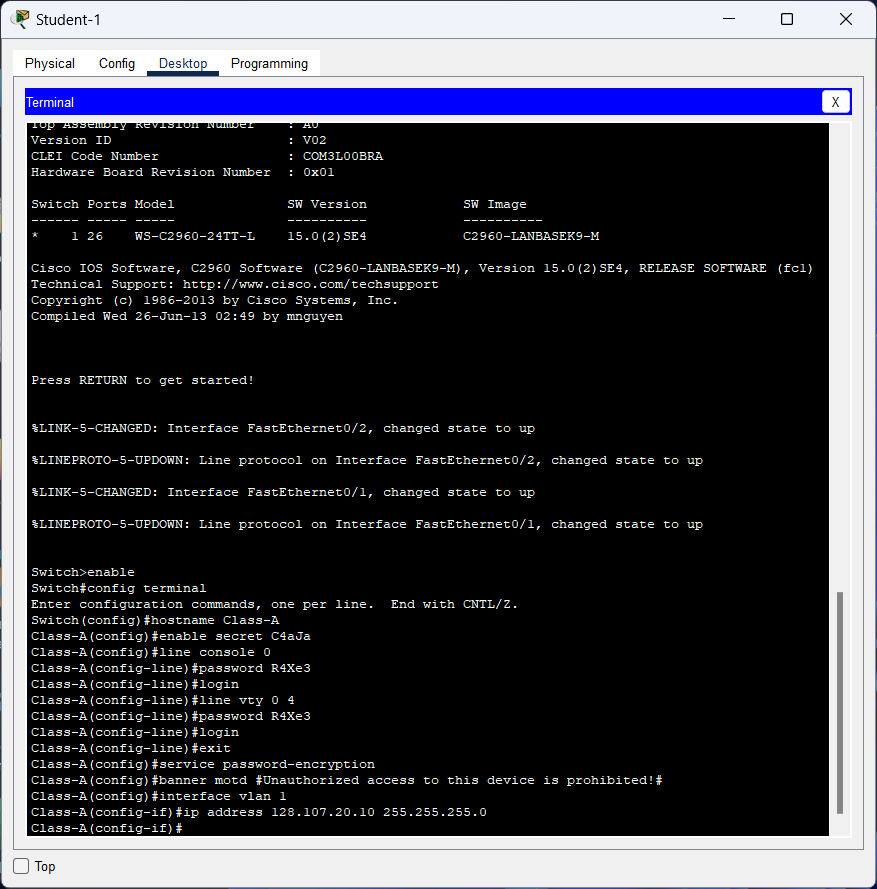 Student-1
Physical Config Desktop Programming
Terminal
X
Top Assembly Revision Number : A0
Version ID : V02
CLEI Code Number : COM3L00BRA
Hardware Board Revision Number : 0x01
Switch Ports Model SW Version SW Image
------ ----- ----- ---------- ----------
* 1 26 WS-C2960-24TT-L 15.0(2)SE4 C2960-LANBASEK9-M
Cisco IOS Software, C2960 Software (C2960-LANBASEK9-M), Version 15.0(2)SE4, RELEASE SOFTWARE (fc1)
Technical Support: http://www.cisco.com/techsupport
Copyright (c) 1986-2013 by Cisco Systems, Inc.
Compiled Wed 26-Jun-13 02:49 by mnguyen
Press RETURN to get started!
%LINK-5-CHANGED: Interface FastEthernet0/2, changed state to up
%LINEPROTO-5-UPDOWN: Line protocol on Interface FastEthernet0/2, changed state to up
%LINK-5-CHANGED: Interface FastEthernet0/1, changed state to up
%LINEPROTO-5-UPDOWN: Line protocol on Interface FastEthernet0/1, changed state to up
Switch>enable
Switch#config terminal
Enter configuration commands, one per line. End with CNTL/Z.
Switch(config)#hostname Class-A
Class-A(config)#enable secret C4aJa
Class-A(config)#line console 0
Class-A(config-line)#password R4Xe3
Class-A(config-line)#login
Class-A(config-line)#line vty 0 4
Class-A(config-line)#password R4Xe3
Class-A(config-line)#login
Class-A(config-line)#exit
Class-A(config)#service password-encryption
Class-A(config)#banner motd #Unauthorized access to this device is prohibited!#
Class-A(config)#interface vlan 1
Class-A(config-if)#ip address 128.107.20.10 255.255.255.0
Class-A(config-if)#
Top